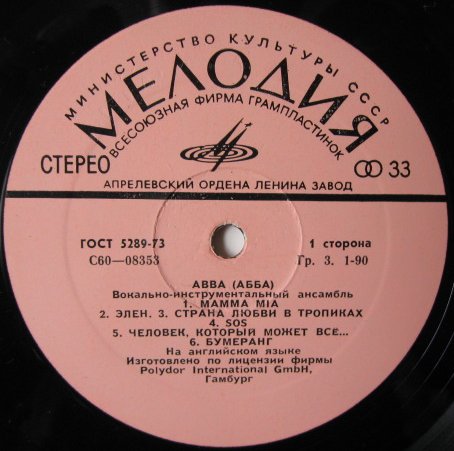 МИНИСТЕРСТВО КУЛЬТУРЫ СССР
МЕЛОДИЯ
ВСЕСОЮЗНАЯ ФИРМА ГРАМПЛАСТИНОК
СТЕРЕО 33
АПРЕЛЕВСКИЙ ОРДЕНА ЛЕНИНА ЗАВОД
ГОСТ 5289-73 1 сторона
С60—08353 Гр. 3. 1-90
ABBA (АББА)
Вокально-инструментальный ансамбль
1. MAMMA MIA
2. ЭЛЕН. 3. СТРАНА ЛЮБВИ В ТРОПИКАХ
4. SOS
5. ЧЕЛОВЕК, КОТОРЫЙ МОЖЕТ ВСЕ...
6. БУМЕРАНГ
На английском языке
Изготовлено по лицензии фирмы
Polydor International GmbH,
Гамбург